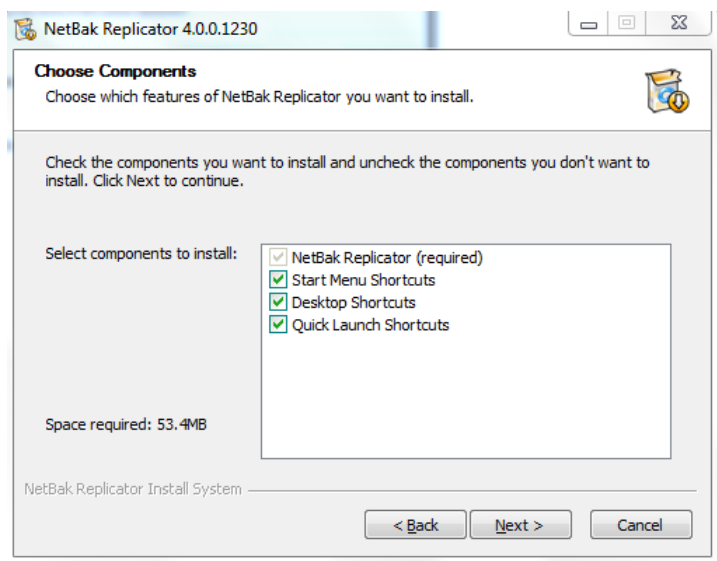 NetBak Replicator 4.0.0.1230
Choose Components
Choose which features of NetBak Replicator you want to install.
Check the components you want to install and uncheck the components you don't want to
install. Click Next to continue.
Select components to install:
NetBak Replicator (required)
Start Menu Shortcuts
Desktop Shortcuts
Quick Launch Shortcuts
Space required: 53.4MB
NetBak Replicator Install System
< Back
Next >
Cancel